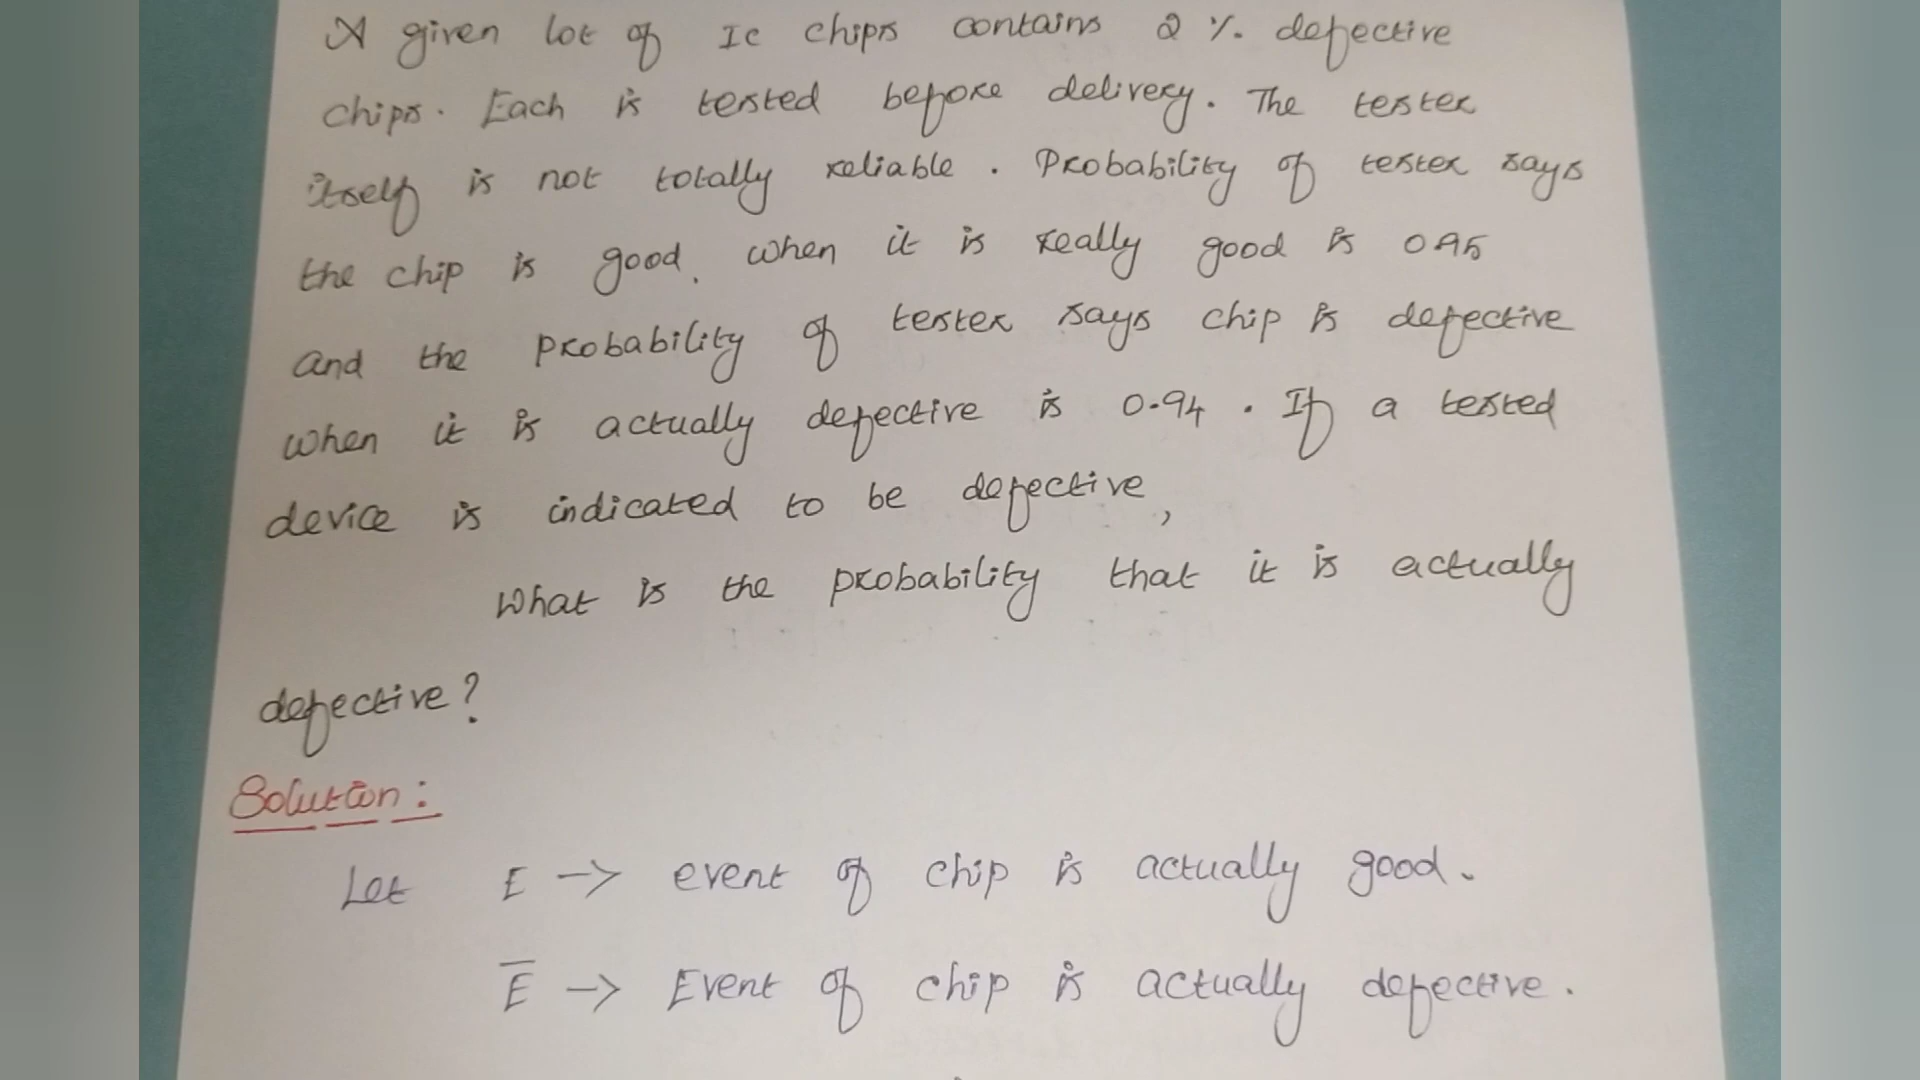 A given lot of Ic chips contains 2 %. defective
chips. Each is tested before delivery. The tester
itself is not totally reliable. Probability of tester says
the chip is good, when it is really good is 0.95
and the probability of tester says chip is defective
when it is actually defective is 0.94. If a tested
device is indicated to be defective,
what is the probability that it is actually
defective?
Solution:
Let E -> event of chip is actually good.
E̅ -> Event of chip is actually defective.